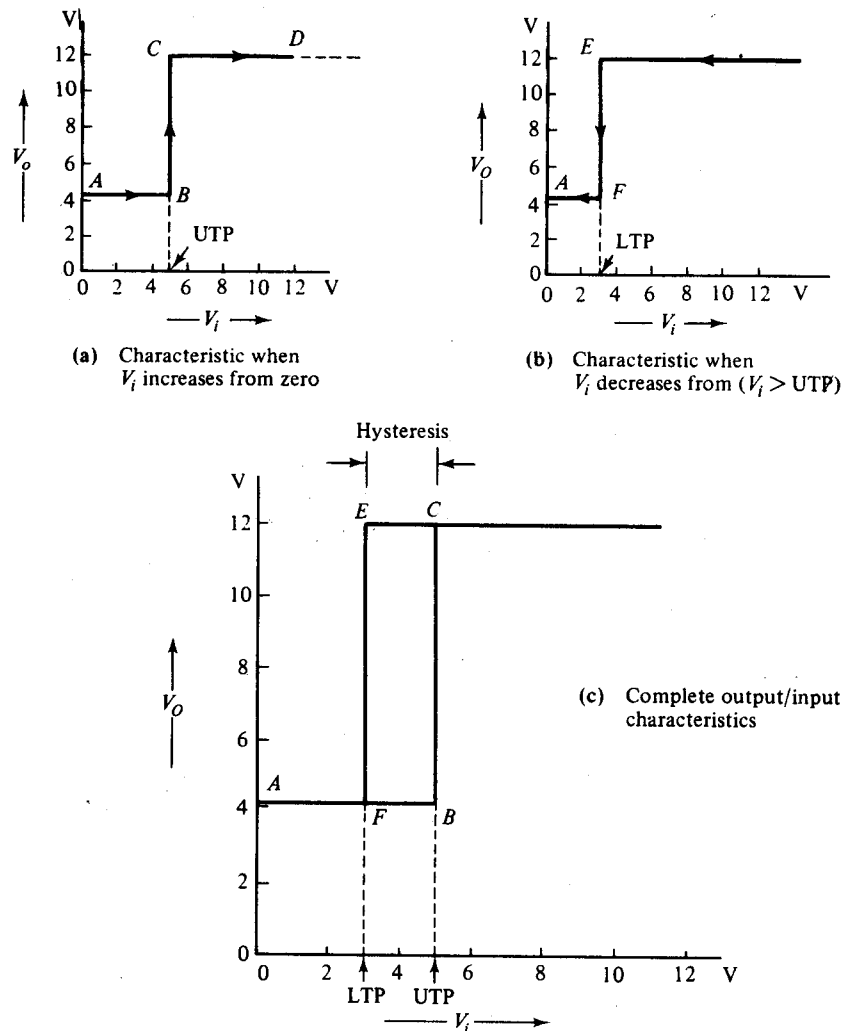 V
C
D
12
10
8
V_o
6
A
4
B
2
UTP
0
0 2 4 6 8 10 12 V
V_i
(a) Characteristic when
V_i increases from zero
V
E
12
10
8
V_O
6
A
4
F
2
LTP
0
0 2 4 6 8 10 12 V
V_i
(b) Characteristic when
V_i decreases from (V_i > UTP)
Hysteresis
V
E C
12
10
8
V_O
6
(c) Complete output/input
characteristics
A
4
F B
2
0
0 2 4 6 8 10 12 V
LTP UTP
V_i